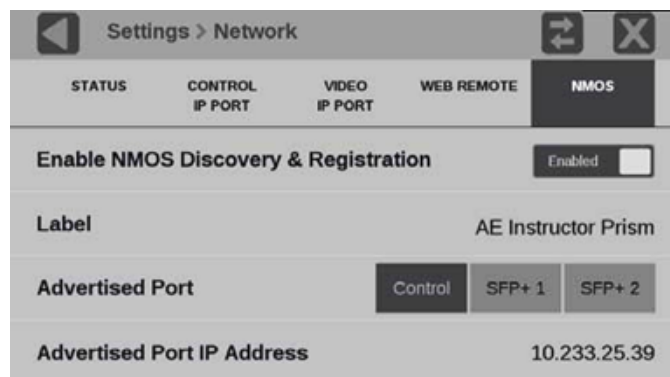 Settings > Network
STATUS
CONTROL
IP PORT
VIDEO
IP PORT
WEB REMOTE
NMOS
Enable NMOS Discovery & Registration
Enabled
Label
AE Instructor Prism
Advertised Port
Control
SFP+ 1
SFP+ 2
Advertised Port IP Address
10.233.25.39